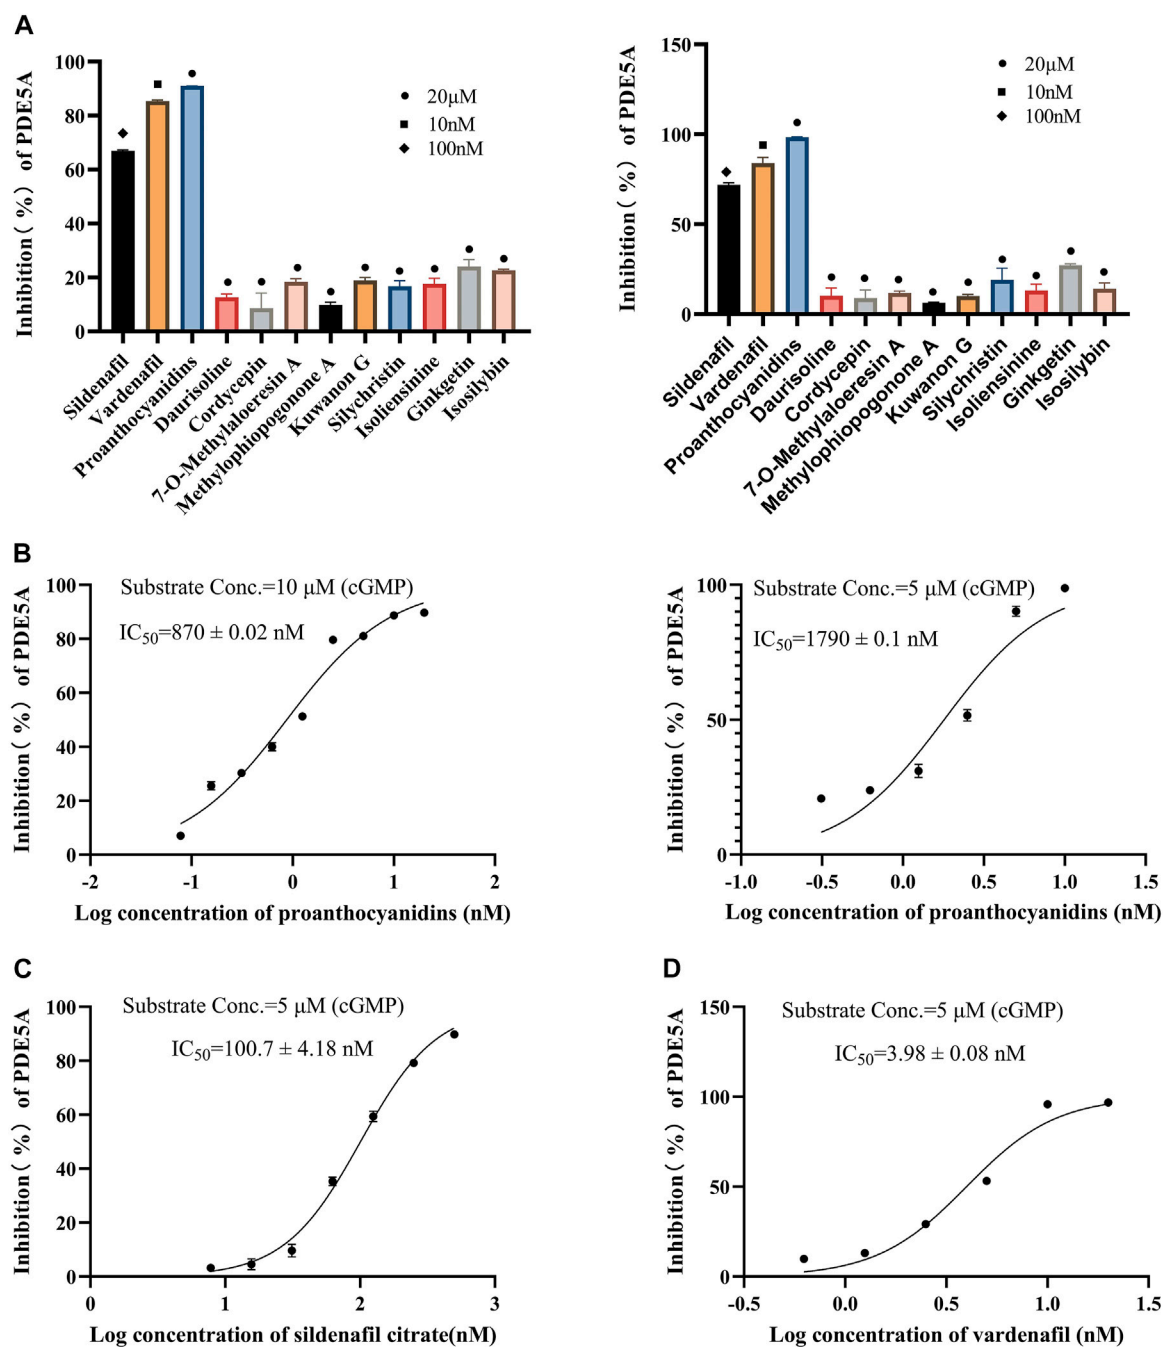 A
Inhibition( %) of PDE5A
100
80
60
40
20
0
20μM
10nM
100nM
Sildenafil
Vardenafil
Proanthocyanidins
Daurisoline
Cordycepin
7-O-Methylaloeresin A
Methylophiopogonone A
Kuwanon G
Silychristin
Isoliensinine
Ginkgetin
Isosilybin
Inhibition( %) of PDE5A
150
100
50
0
20μM
10nM
100nM
Sildenafil
Vardenafil
Proanthocyanidins
Daurisoline
Cordycepin
7-O-Methylaloeresin A
Methylophiopogonone A
Kuwanon G
Silychristin
Isoliensinine
Ginkgetin
Isosilybin
B
Inhibition( %) of PDE5A
100
80
60
40
20
0
Substrate Conc.=10 μM (cGMP)
IC50=870 ± 0.02 nM
-2 -1 0 1 2
Log concentration of proanthocyanidins (nM)
Inhibition( %) of PDE5A
100
50
0
Substrate Conc.=5 μM (cGMP)
IC50=1790 ± 0.1 nM
-1.0 -0.5 0.0 0.5 1.0 1.5
Log concentration of proanthocyanidins (nM)
C
Inhibition( %) of PDE5A
100
80
60
40
20
0
Substrate Conc.=5 μM (cGMP)
IC50=100.7 ± 4.18 nM
0 1 2 3
Log concentration of sildenafil citrate(nM)
D
Inhibition( %) of PDE5A
150
100
50
0
Substrate Conc.=5 μM (cGMP)
IC50=3.98 ± 0.08 nM
-0.5 0.0 0.5 1.0 1.5
Log concentration of vardenafil (nM)